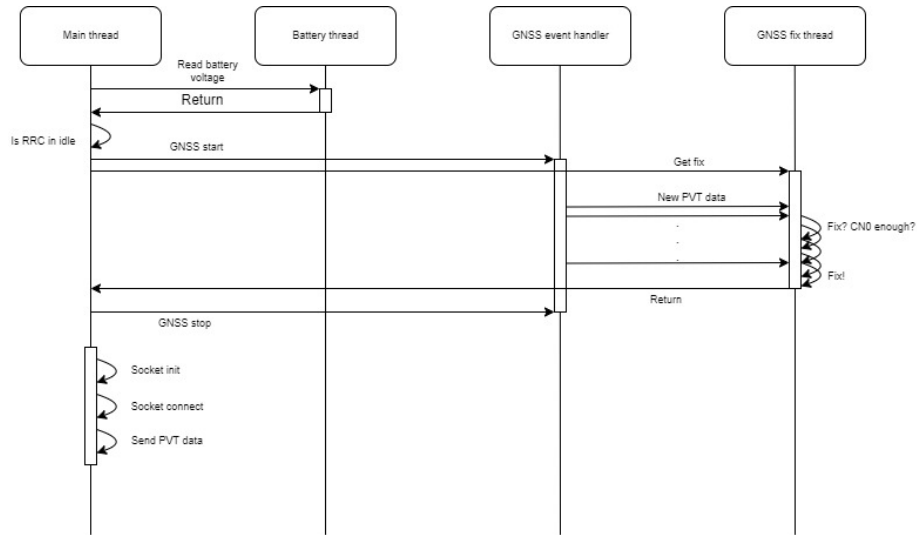 Main thread
Battery thread
GNSS event handler
GNSS fix thread
Read battery
voltage
Return
Is RRC in idle
GNSS start
Get fix
New PVT data
Fix? CN0 enough?
.
.
.
Fix!
Return
GNSS stop
Socket init
Socket connect
Send PVT data